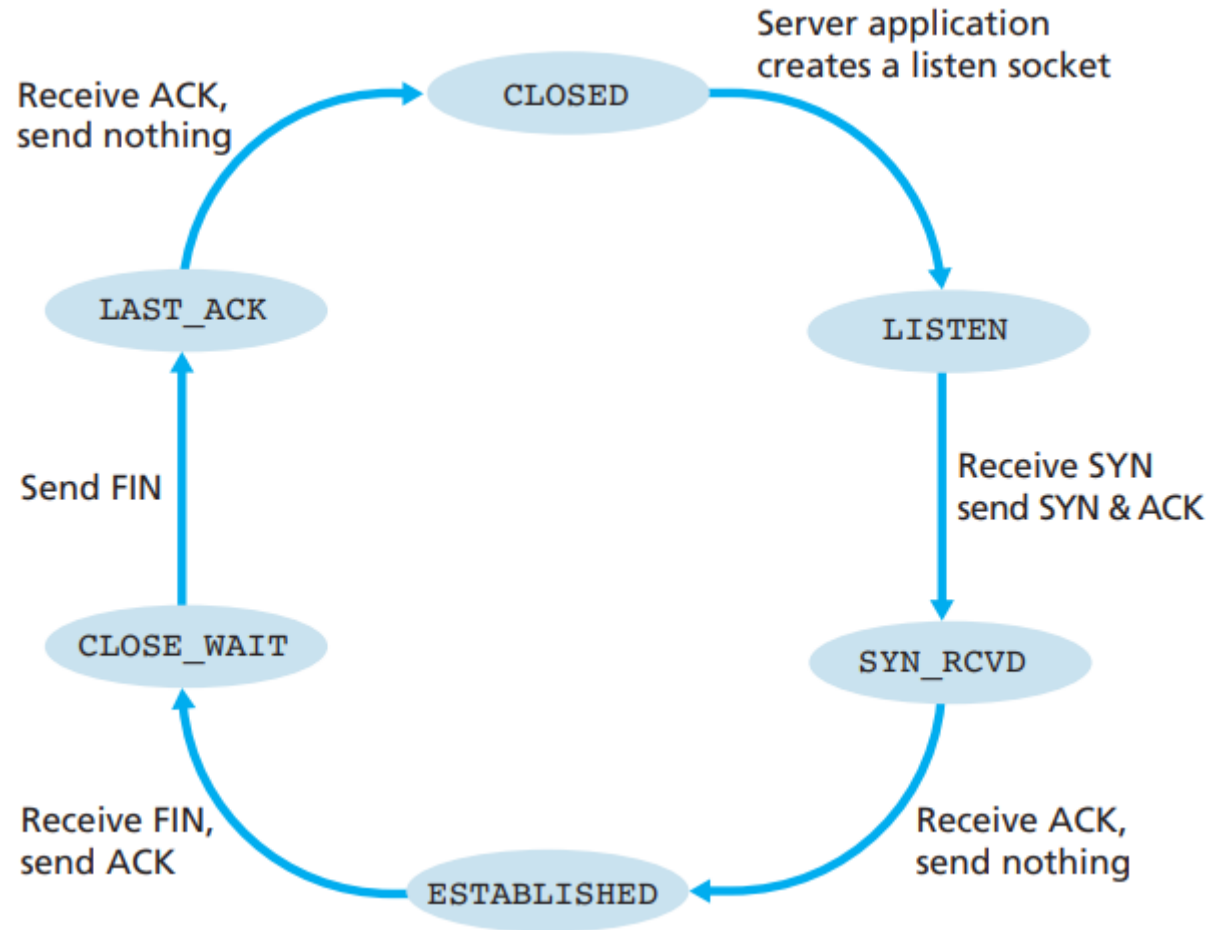 Server application
creates a listen socket
CLOSED
Receive ACK,
send nothing
LAST_ACK
LISTEN
Receive SYN
send SYN & ACK
Send FIN
CLOSE_WAIT
SYN_RCVD
Receive FIN,
send ACK
Receive ACK,
send nothing
ESTABLISHED